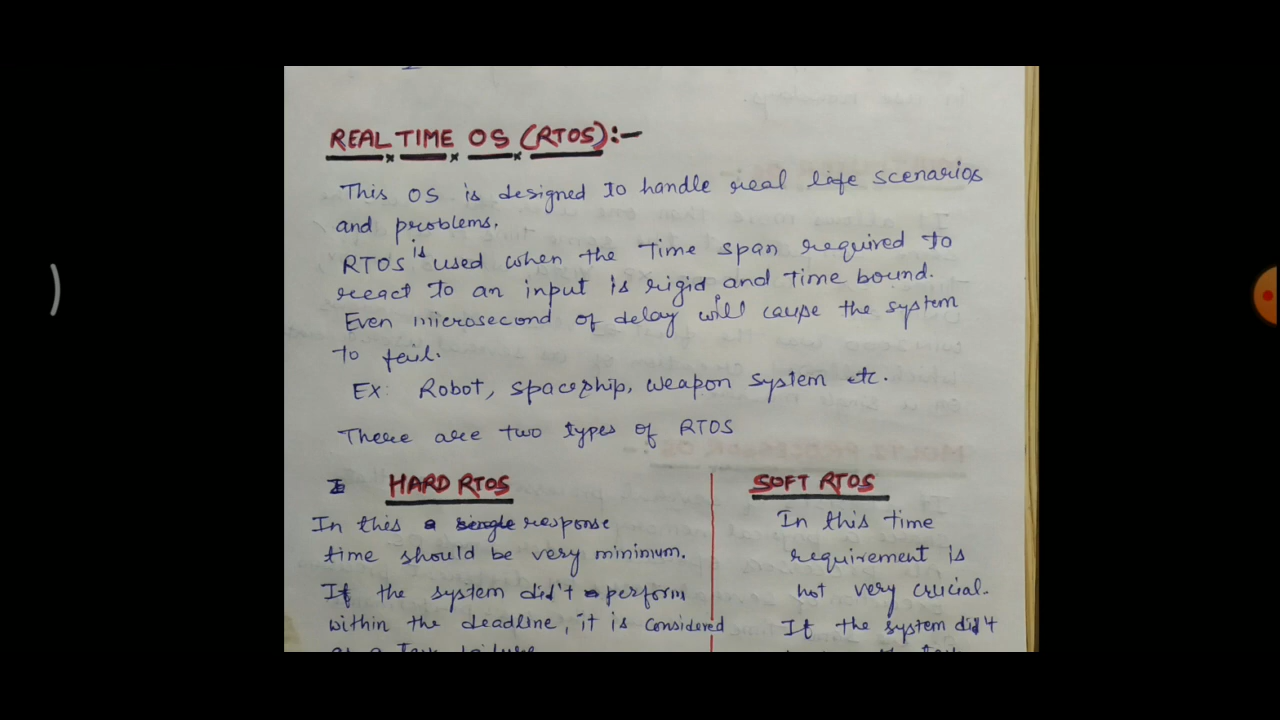 REAL TIME OS (RTOS):-
This OS is designed to handle real life scenarios
and problems.
RTOS is used when the time span required to
react to an input is rigid and time bound.
Even microsecond of delay will cause the system
to fail.
EX: Robot, spaceship, weapon system etc.
There are two types of RTOS
HARD RTOS
In this response
time should be very minimum.
If the system did't perform
within the deadline, it is considered
SOFT RTOS
In this time
requirement is
not very crucial.
If the system did't